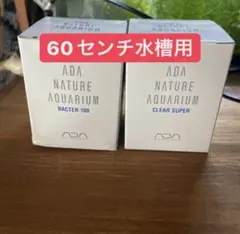 60センチ水槽用
ADA
NATURE
AQUARIUM
BACTER 100
ADA
ADA
NATURE
AQUARIUM
CLEAR SUPER
ADA